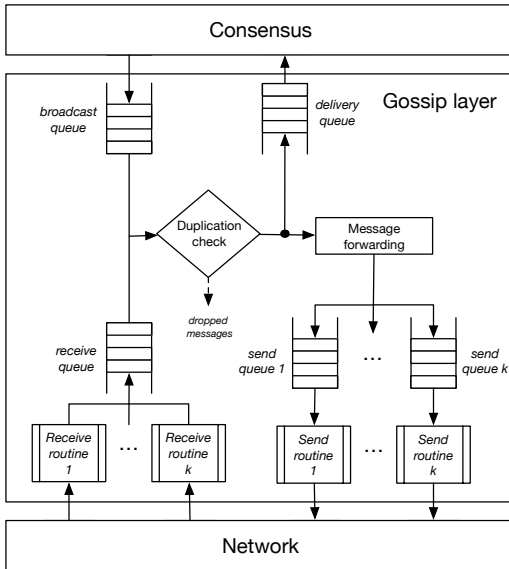 Consensus
Gossip layer
broadcast
queue
delivery
queue
Duplication
check
Message
forwarding
dropped
messages
receive
queue
send
queue 1
...
send
queue k
Receive
routine
1
...
Receive
routine
k
Send
routine
1
...
Send
routine
k
Network